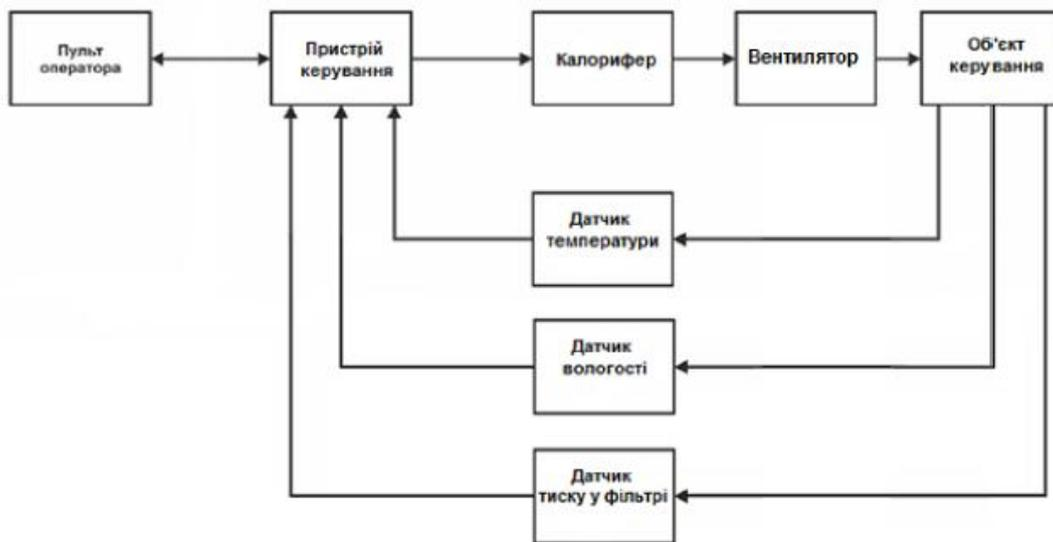 Пульт
оператора
Пристрій
керування
Калорифер
Вентилятор
Об'єкт
керування
Датчик
температури
Датчик
вологості
Датчик
тиску у фільтрі